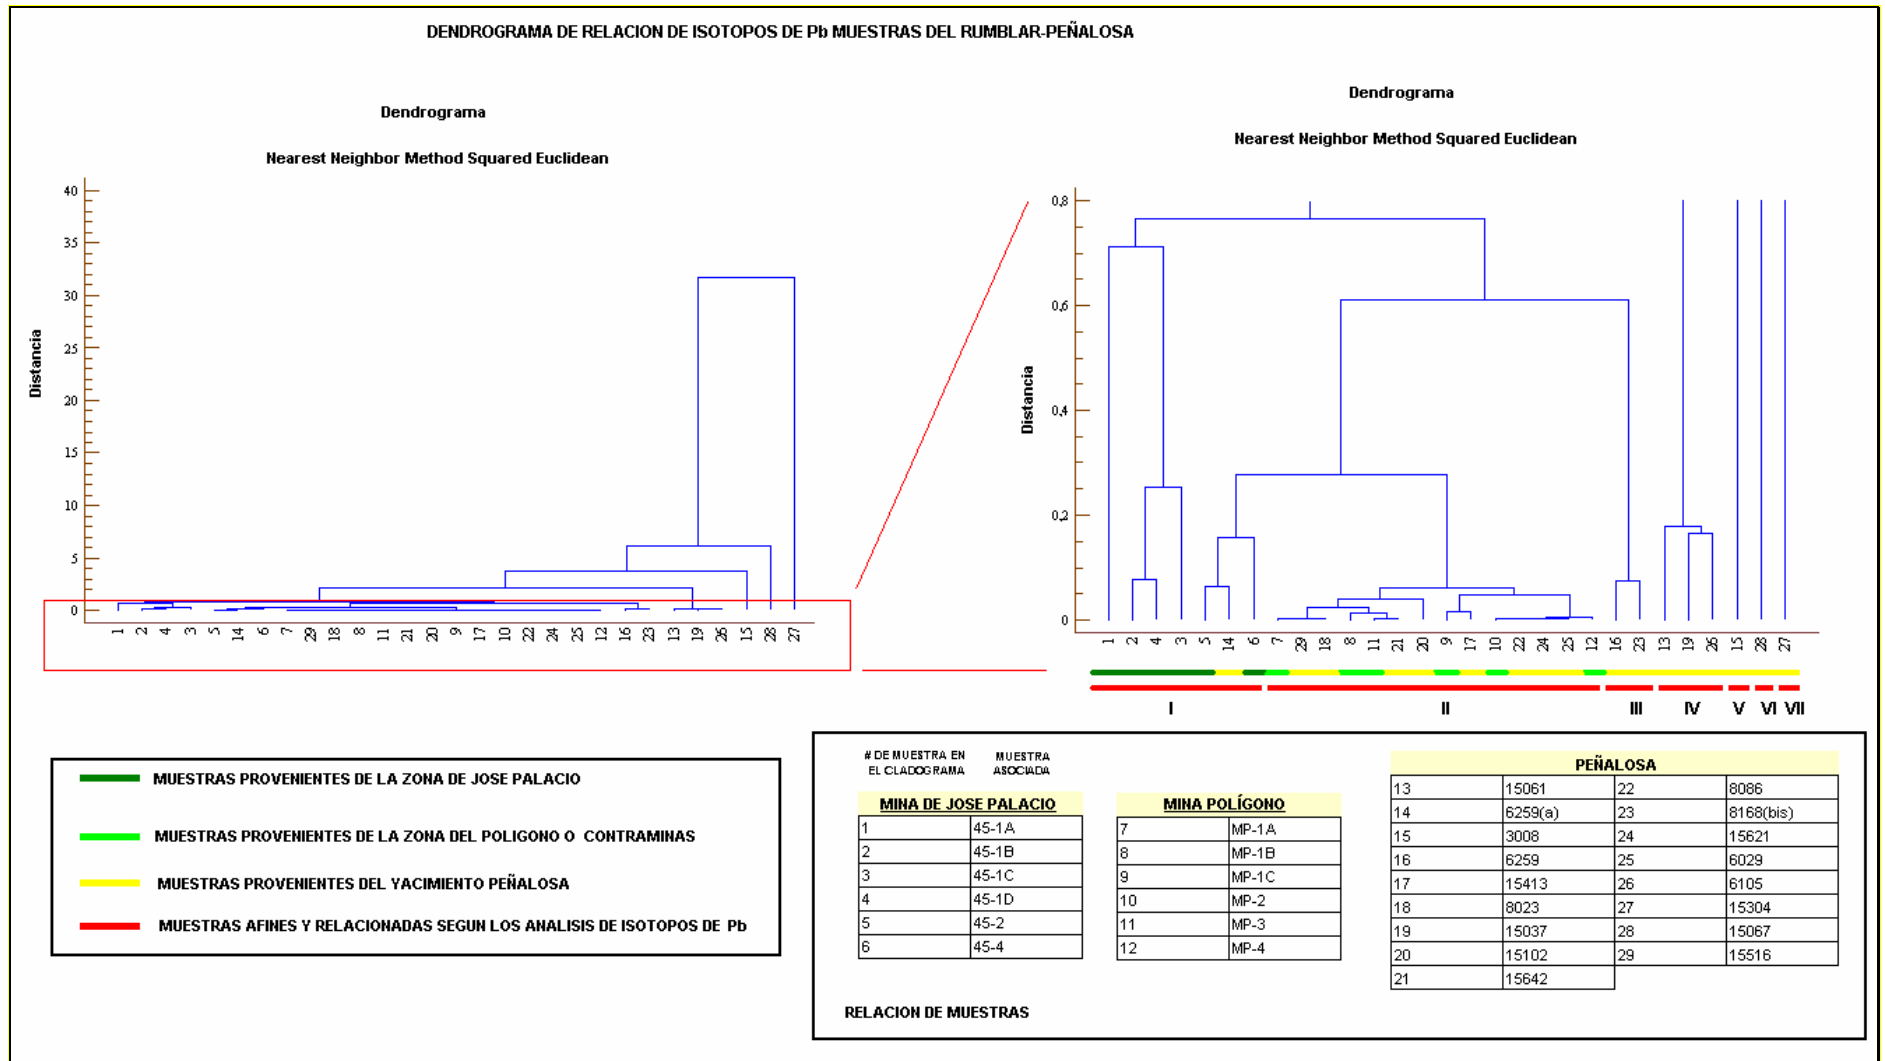 DENDROGRAMA DE RELACION DE ISOTOPOS DE Pb MUESTRAS DEL RUMBLAR-PEÑALOSA
Dendrograma
Nearest Neighbor Method Squared Euclidean
Distancia
40
35
30
25
20
15
10
5
0
1 2 4 3 5 14 6 7 29 18 8 11 21 20 9 17 10 22 24 25 12 16 23 13 19 26 15 28 27
Dendrograma
Nearest Neighbor Method Squared Euclidean
Distancia
0,8
0,6
0,4
0,2
0
1 2 4 3 5 14 6 7 29 18 8 11 21 20 9 17 10 22 24 25 12 16 23 13 19 26 15 28 27
I II III IV V VI VII
MUESTRAS PROVENIENTES DE LA ZONA DE JOSE PALACIO
MUESTRAS PROVENIENTES DE LA ZONA DEL POLIGONO O CONTRAMINAS
MUESTRAS PROVENIENTES DEL YACIMIENTO PEÑALOSA
MUESTRAS AFINES Y RELACIONADAS SEGUN LOS ANALISIS DE ISOTOPOS DE Pb
# DE MUESTRA EN
EL CLADOGRAMA
MUESTRA
ASOCIADA
MINA DE JOSE PALACIO
1 45-1A
2 45-1B
3 45-1C
4 45-1D
5 45-2
6 45-4
MINA POLÍGONO
7 MP-1A
8 MP-1B
9 MP-1C
10 MP-2
11 MP-3
12 MP-4
PEÑALOSA
13 15061 22 8086
14 6259(a) 23 8168(bis)
15 3008 24 15621
16 6259 25 6029
17 15413 26 6105
18 8023 27 15304
19 15037 28 15067
20 15102 29 15516
21 15642
RELACION DE MUESTRAS